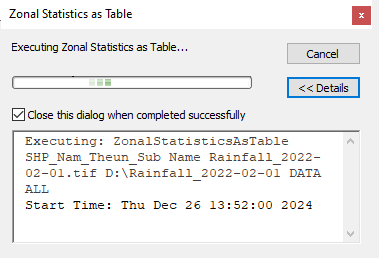 Zonal Statistics as Table
x
Executing Zonal Statistics as Table...
Cancel
<< Details
Close this dialog when completed successfully
Executing: ZonalStatisticsAsTable
SHP_Nam_Theun_Sub Name Rainfall_2022-
02-01.tif D:\Rainfall_2022-02-01 DATA
ALL
Start Time: Thu Dec 26 13:52:00 2024